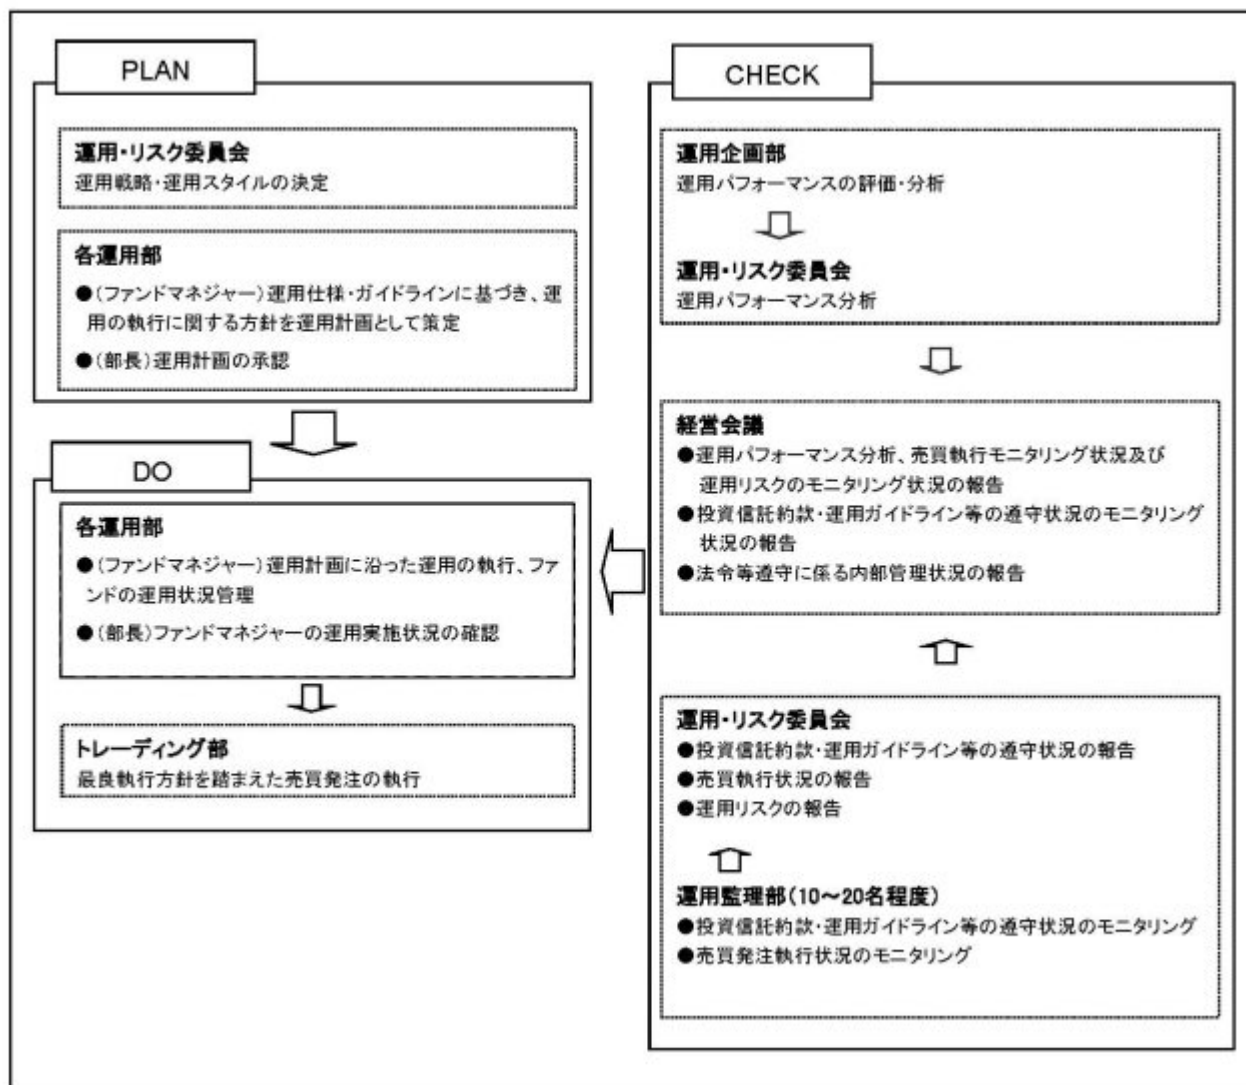 PLAN
運用・リスク委員会
運用戦略・運用スタイルの決定
各運用部
●(ファンドマネジャー)運用仕様・ガイドラインに基づき、運
用の執行に関する方針を運用計画として策定
●(部長)運用計画の承認
DO
各運用部
●(ファンドマネジャー)運用計画に沿った運用の執行、ファ
ンドの運用状況管理
●(部長)ファンドマネジャーの運用実施状況の確認
トレーディング部
最良執行方針を踏まえた売買発注の執行
CHECK
運用企画部
運用パフォーマンスの評価・分析
運用・リスク委員会
運用パフォーマンス分析
経営会議
●運用パフォーマンス分析、売買執行モニタリング状況及び
運用リスクのモニタリング状況の報告
●投資信託約款・運用ガイドライン等の遵守状況のモニタリング
状況の報告
●法令等遵守に係る内部管理状況の報告
運用・リスク委員会
●投資信託約款・運用ガイドライン等の遵守状況の報告
●売買執行状況の報告
●運用リスクの報告
運用監理部(10～20名程度)
●投資信託約款・運用ガイドライン等の遵守状況のモニタリング
●売買発注執行状況のモニタリング